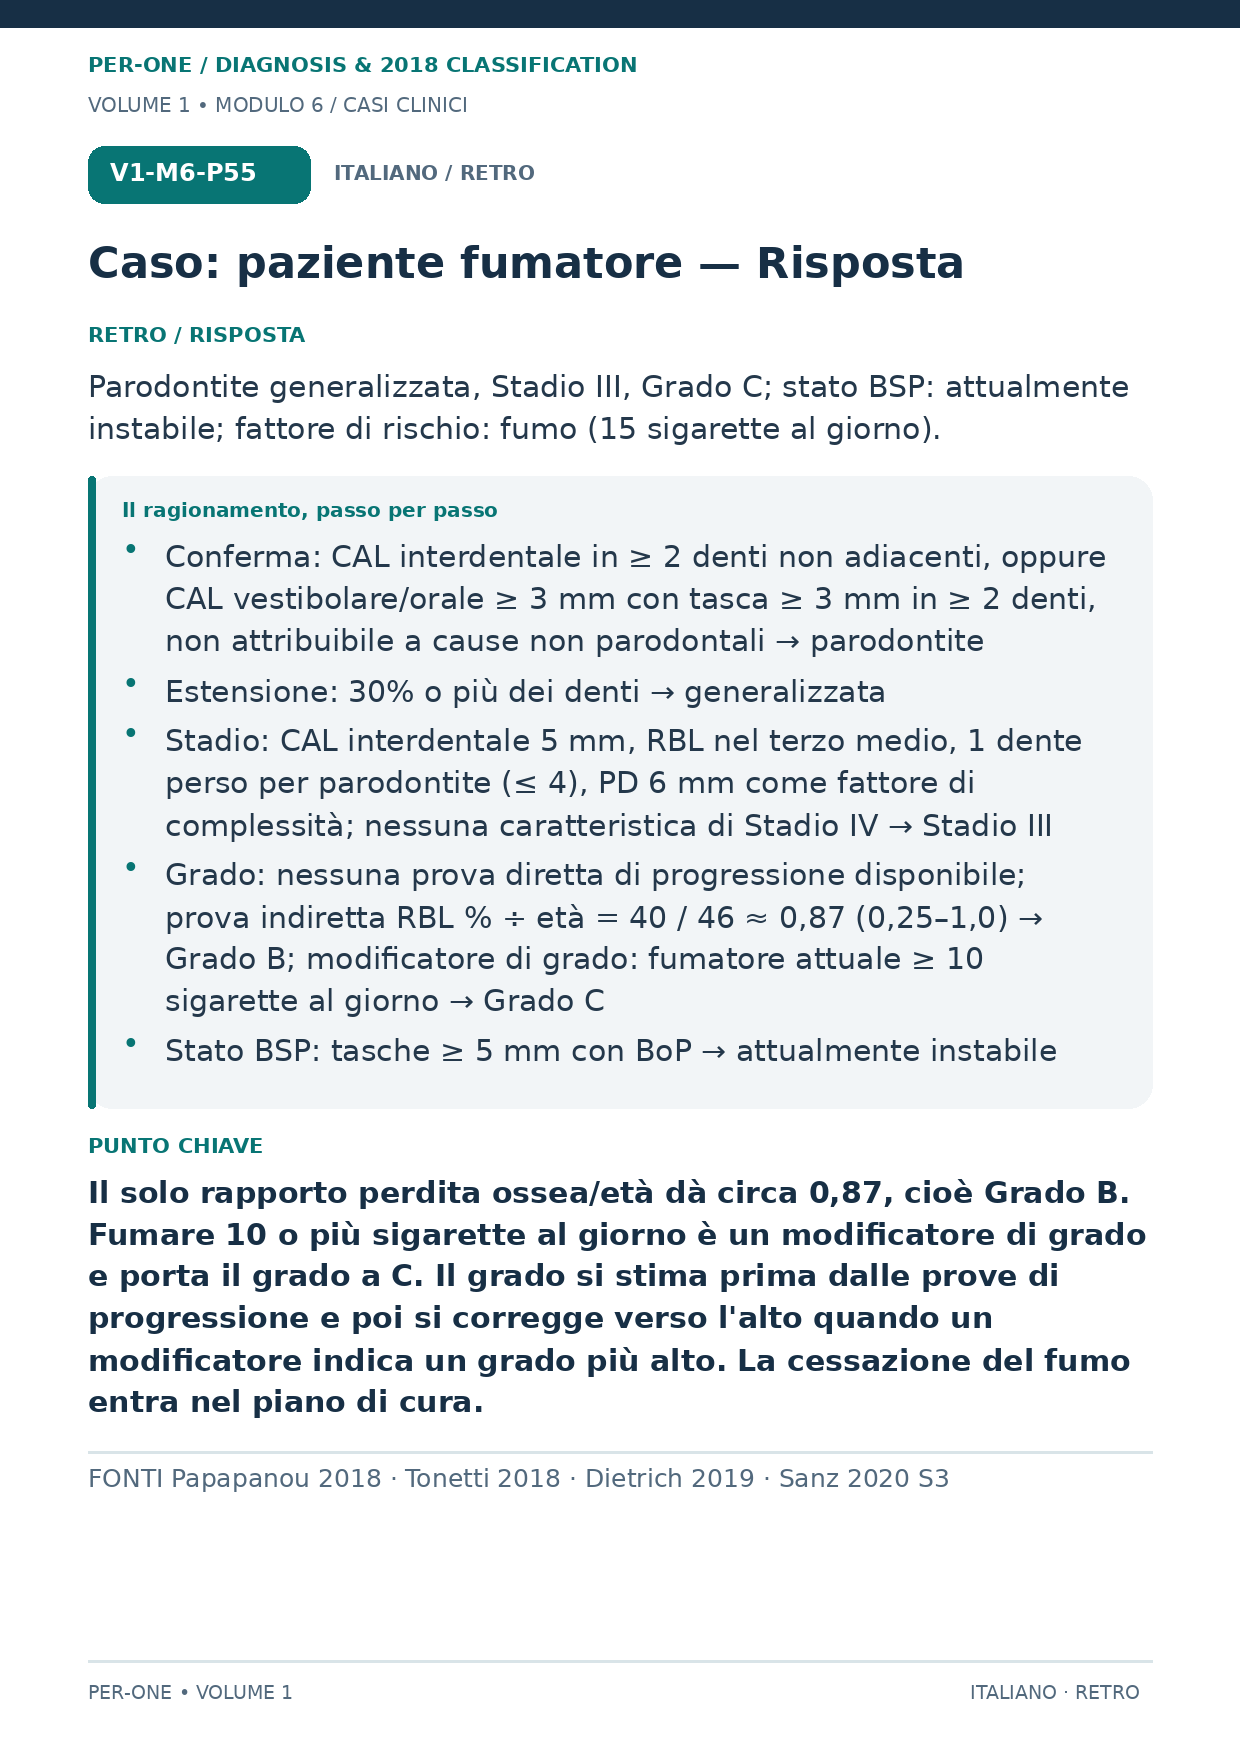 PER-ONE / DIAGNOSIS & 2018 CLASSIFICATION
VOLUME 1 • MODULO 6 / CASI CLINICI
V1-M6-P55
ITALIANO / RETRO
Caso: paziente fumatore — Risposta
RETRO / RISPOSTA
Parodontite generalizzata, Stadio III, Grado C; stato BSP: attualmente
instabile; fattore di rischio: fumo (15 sigarette al giorno).
Il ragionamento, passo per passo
• Conferma: CAL interdentale in ≥ 2 denti non adiacenti, oppure
CAL vestibolare/orale ≥ 3 mm con tasca ≥ 3 mm in ≥ 2 denti,
non attribuibile a cause non parodontali → parodontite
• Estensione: 30% o più dei denti → generalizzata
• Stadio: CAL interdentale 5 mm, RBL nel terzo medio, 1 dente
perso per parodontite (≤ 4), PD 6 mm come fattore di
complessità; nessuna caratteristica di Stadio IV → Stadio III
• Grado: nessuna prova diretta di progressione disponibile;
prova indiretta RBL % ÷ età = 40 / 46 ≈ 0,87 (0,25–1,0) →
Grado B; modificatore di grado: fumatore attuale ≥ 10
sigarette al giorno → Grado C
• Stato BSP: tasche ≥ 5 mm con BoP → attualmente instabile
PUNTO CHIAVE
Il solo rapporto perdita ossea/età dà circa 0,87, cioè Grado B.
Fumare 10 o più sigarette al giorno è un modificatore di grado
e porta il grado a C. Il grado si stima prima dalle prove di
progressione e poi si corregge verso l'alto quando un
modificatore indica un grado più alto. La cessazione del fumo
entra nel piano di cura.
FONTI Papapanou 2018 · Tonetti 2018 · Dietrich 2019 · Sanz 2020 S3
PER-ONE • VOLUME 1
ITALIANO · RETRO